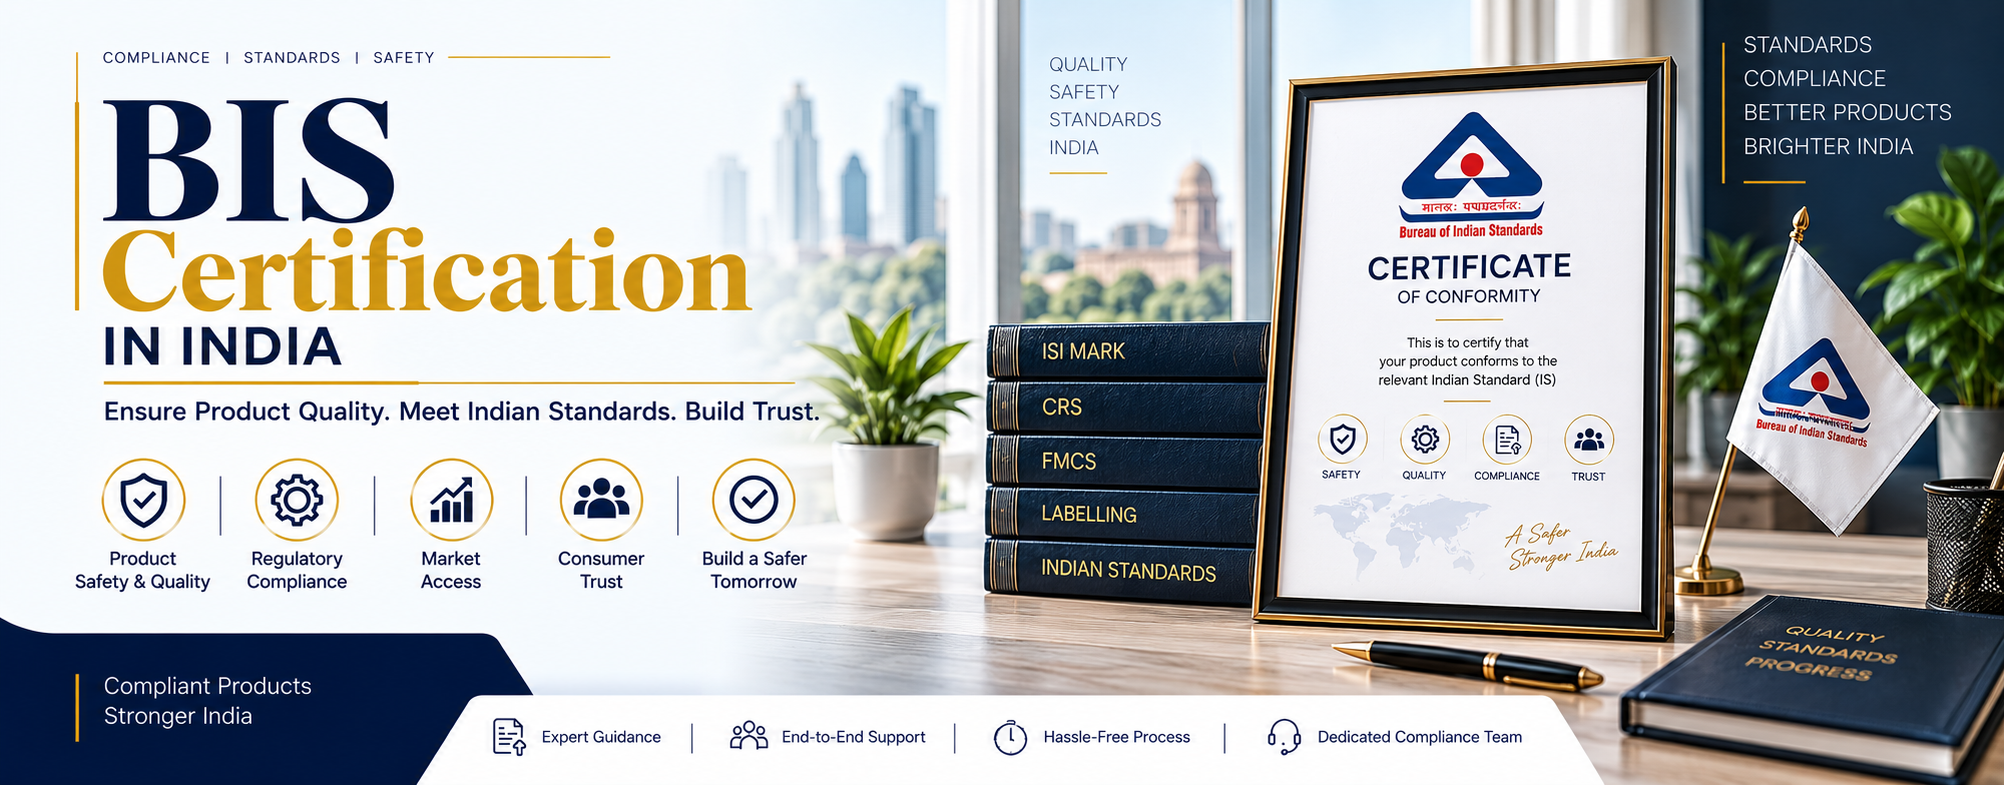 COMPLIANCE | STANDARDS | SAFETY
BIS
Certification
IN INDIA
Ensure Product Quality. Meet Indian Standards. Build Trust.
Product
Safety & Quality
Regulatory
Compliance
Market
Access
Consumer
Trust
Build a Safer
Tomorrow
Compliant Products
Stronger India
Expert Guidance
End-to-End Support
Hassle-Free Process
Dedicated Compliance Team
QUALITY
SAFETY
STANDARDS
INDIA
ISI MARK
CRS
FMCS
LABELLING
INDIAN STANDARDS
Bureau of Indian Standards
CERTIFICATE
OF CONFORMITY
This is to certify that
your product conforms to the
relevant Indian Standard (IS)
SAFETY
QUALITY
COMPLIANCE
TRUST
A Safer
Stronger India
STANDARDS
COMPLIANCE
BETTER PRODUCTS
BRIGHTER INDIA
Bureau of Indian Standards
QUALITY
STANDARDS
PROGRESS